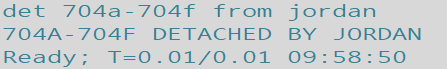 det 704a-704f from jordan
704A-704F DETACHED BY JORDAN
Ready; T=0.01/0.01 09:58:50